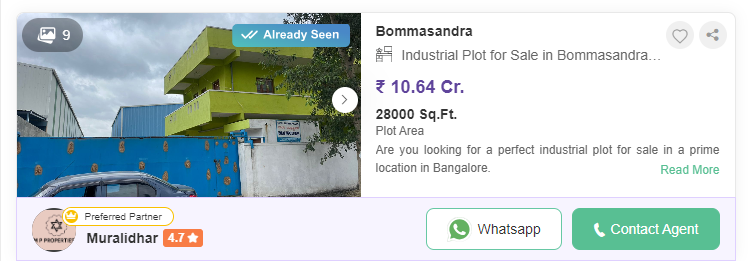 9
Already Seen
Bommasandra
Industrial Plot for Sale in Bommasandra...
₹ 10.64 Cr.
28000 Sq.Ft.
Plot Area
Are you looking for a perfect industrial plot for sale in a prime
location in Bangalore.
Read More
Preferred Partner
M P PROPERTIES
Muralidhar 4.7
Whatsapp
Contact Agent